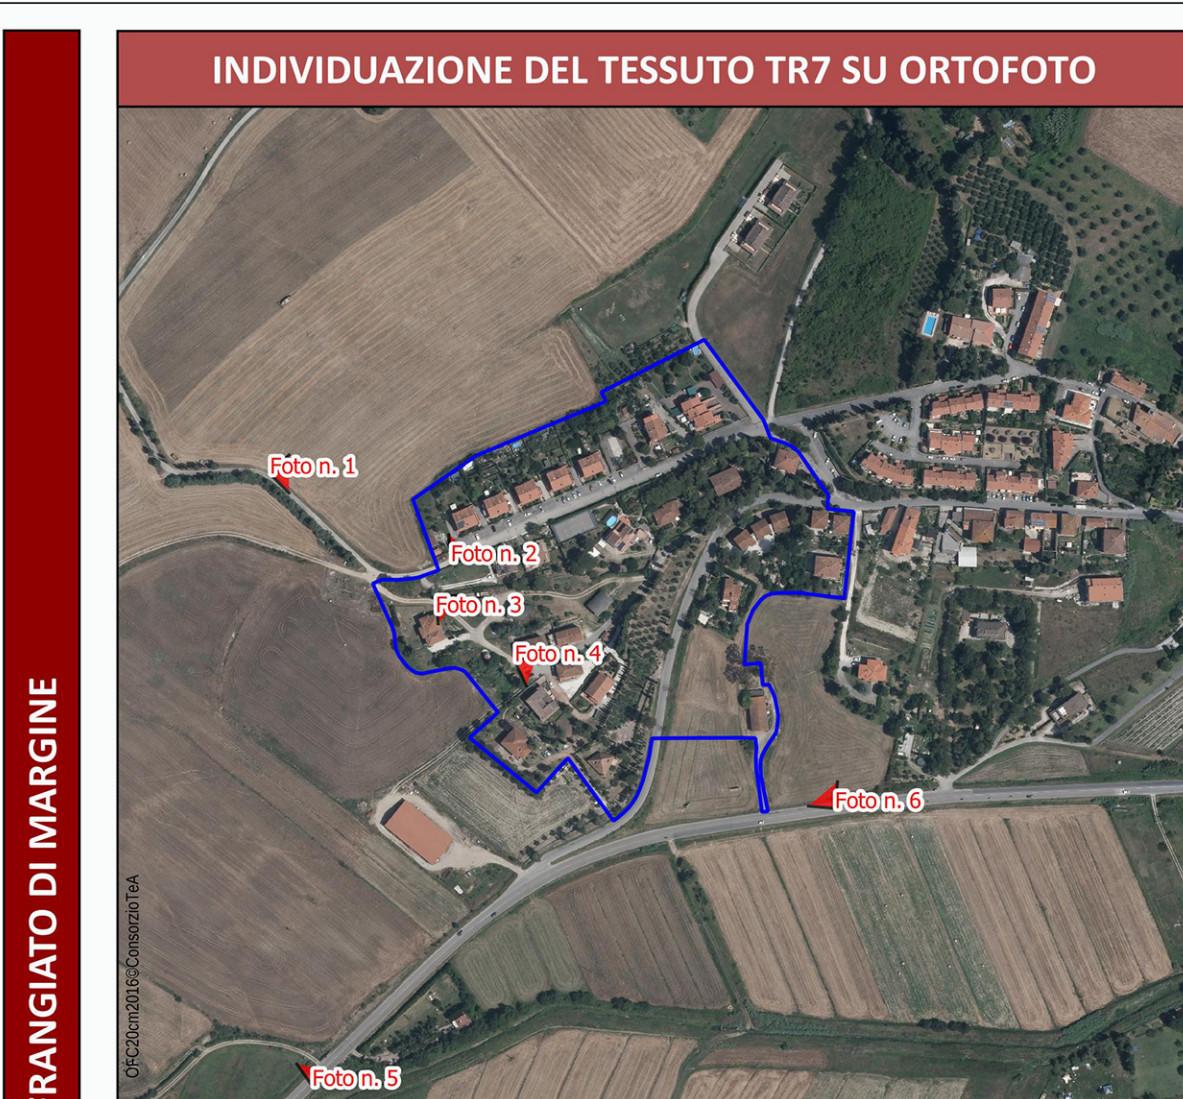 INDIVIDUAZIONE DEL TESSUTO TR7 SU ORTOFOTO
RANGIATO DI MARGINE
Foto n. 1
Foto n. 2
Foto n. 3
Foto n. 4
Foto n. 6
Foto n. 5
OFC20cm2016©ConsorzioTeA